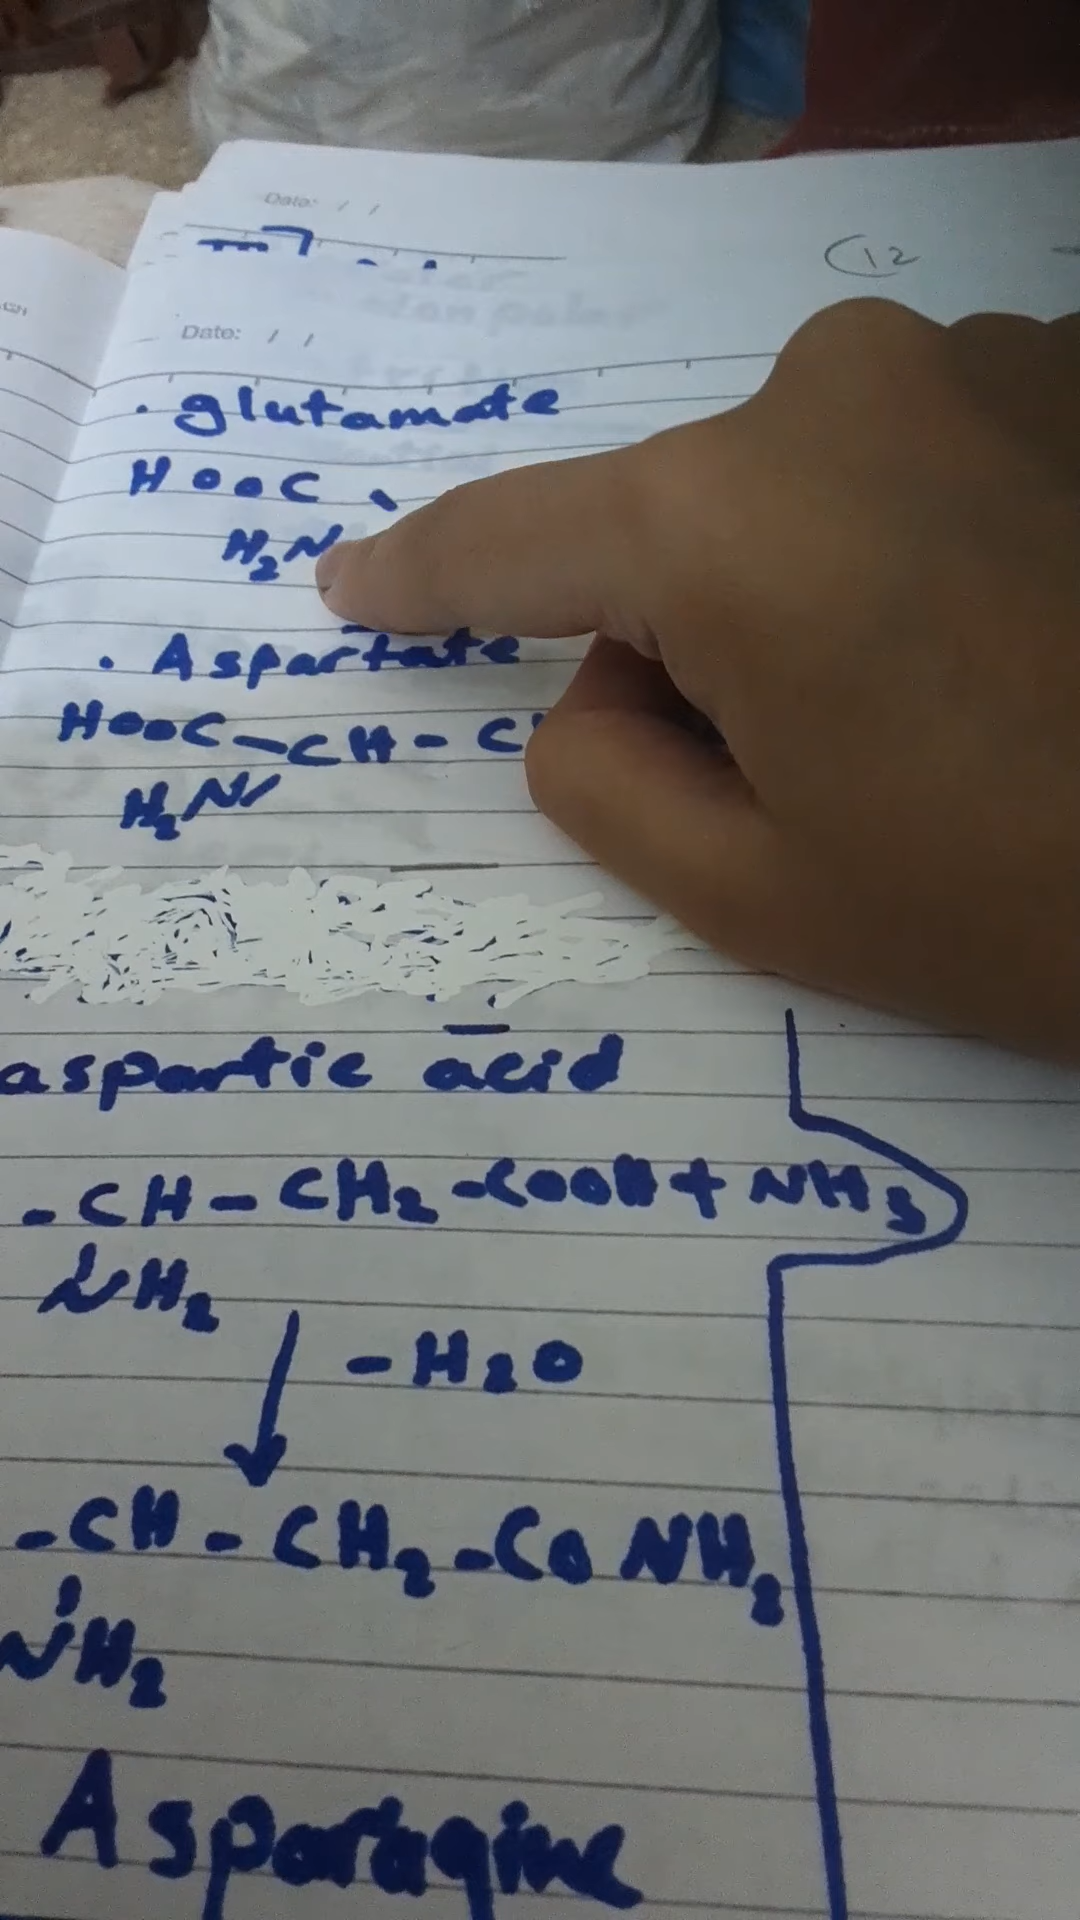 Date: / /
12
Date: / /
. glutamate
HOOC
H₂N
. Aspartate
HOOC-CH-C
H₂N
aspartic acid
-CH-CH₂-COOH + NH₃
NH₂
-H₂O
-CH-CH₂-CONH₂
NH₂
Asparagine